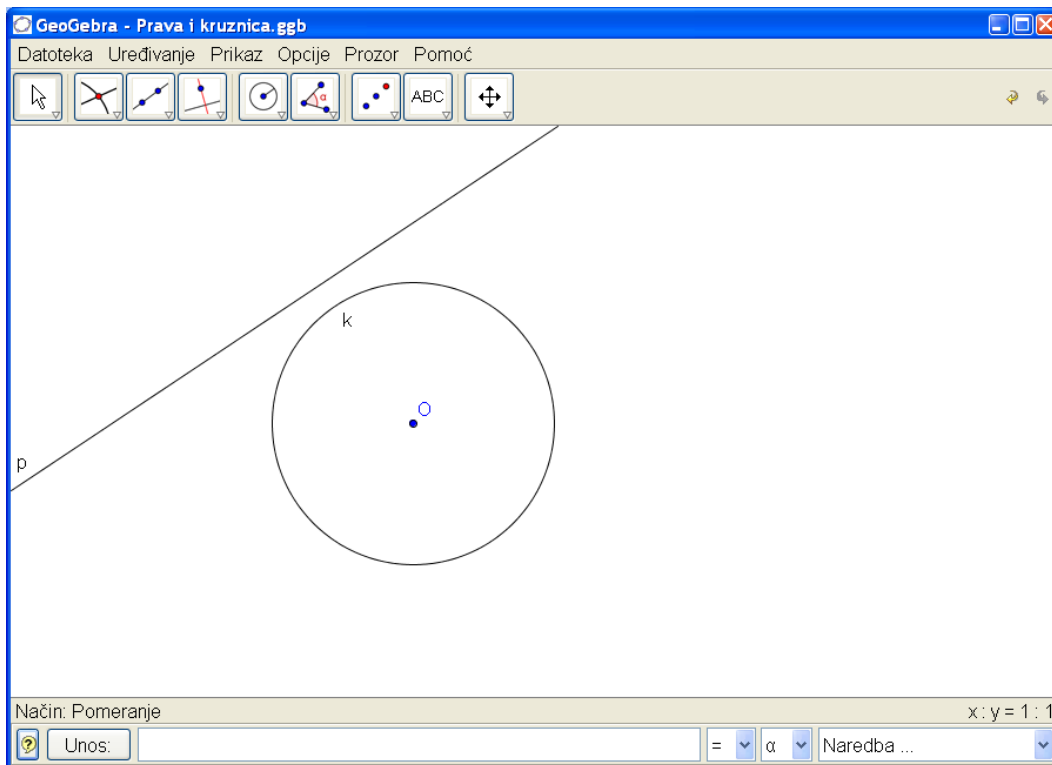 GeoGebra - Prava i kruznica.ggb
Datoteka Uređivanje Prikaz Opcije Prozor Pomoć
α ABC
k
O
p
Način: Pomeranje x : y = 1 : 1
Unos: = α Naredba ...